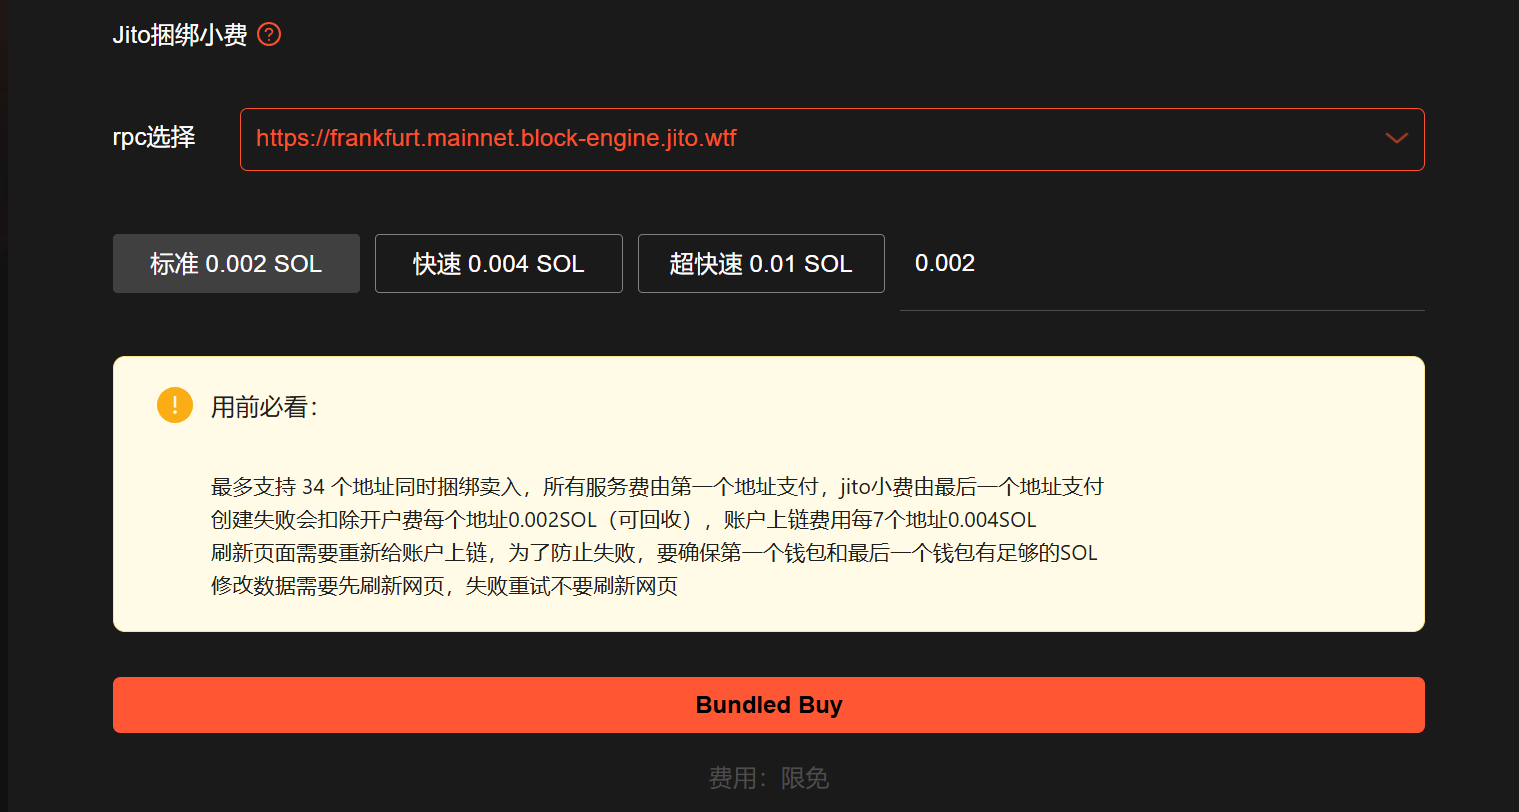 Jito捆绑小费 ?
rpc选择
https://frankfurt.mainnet.block-engine.jito.wtf
标准 0.002 SOL 快速 0.004 SOL 超快速 0.01 SOL 0.002
! 用前必看：
最多支持 34 个地址同时捆绑卖入，所有服务费由第一个地址支付，jito小费由最后一个地址支付
创建失败会扣除开户费每个地址0.002SOL（可回收），账户上链费用每7个地址0.004SOL
刷新页面需要重新给账户上链，为了防止失败，要确保第一个钱包和最后一个钱包有足够的SOL
修改数据需要先刷新网页，失败重试不要刷新网页
Bundled Buy
费用：限免